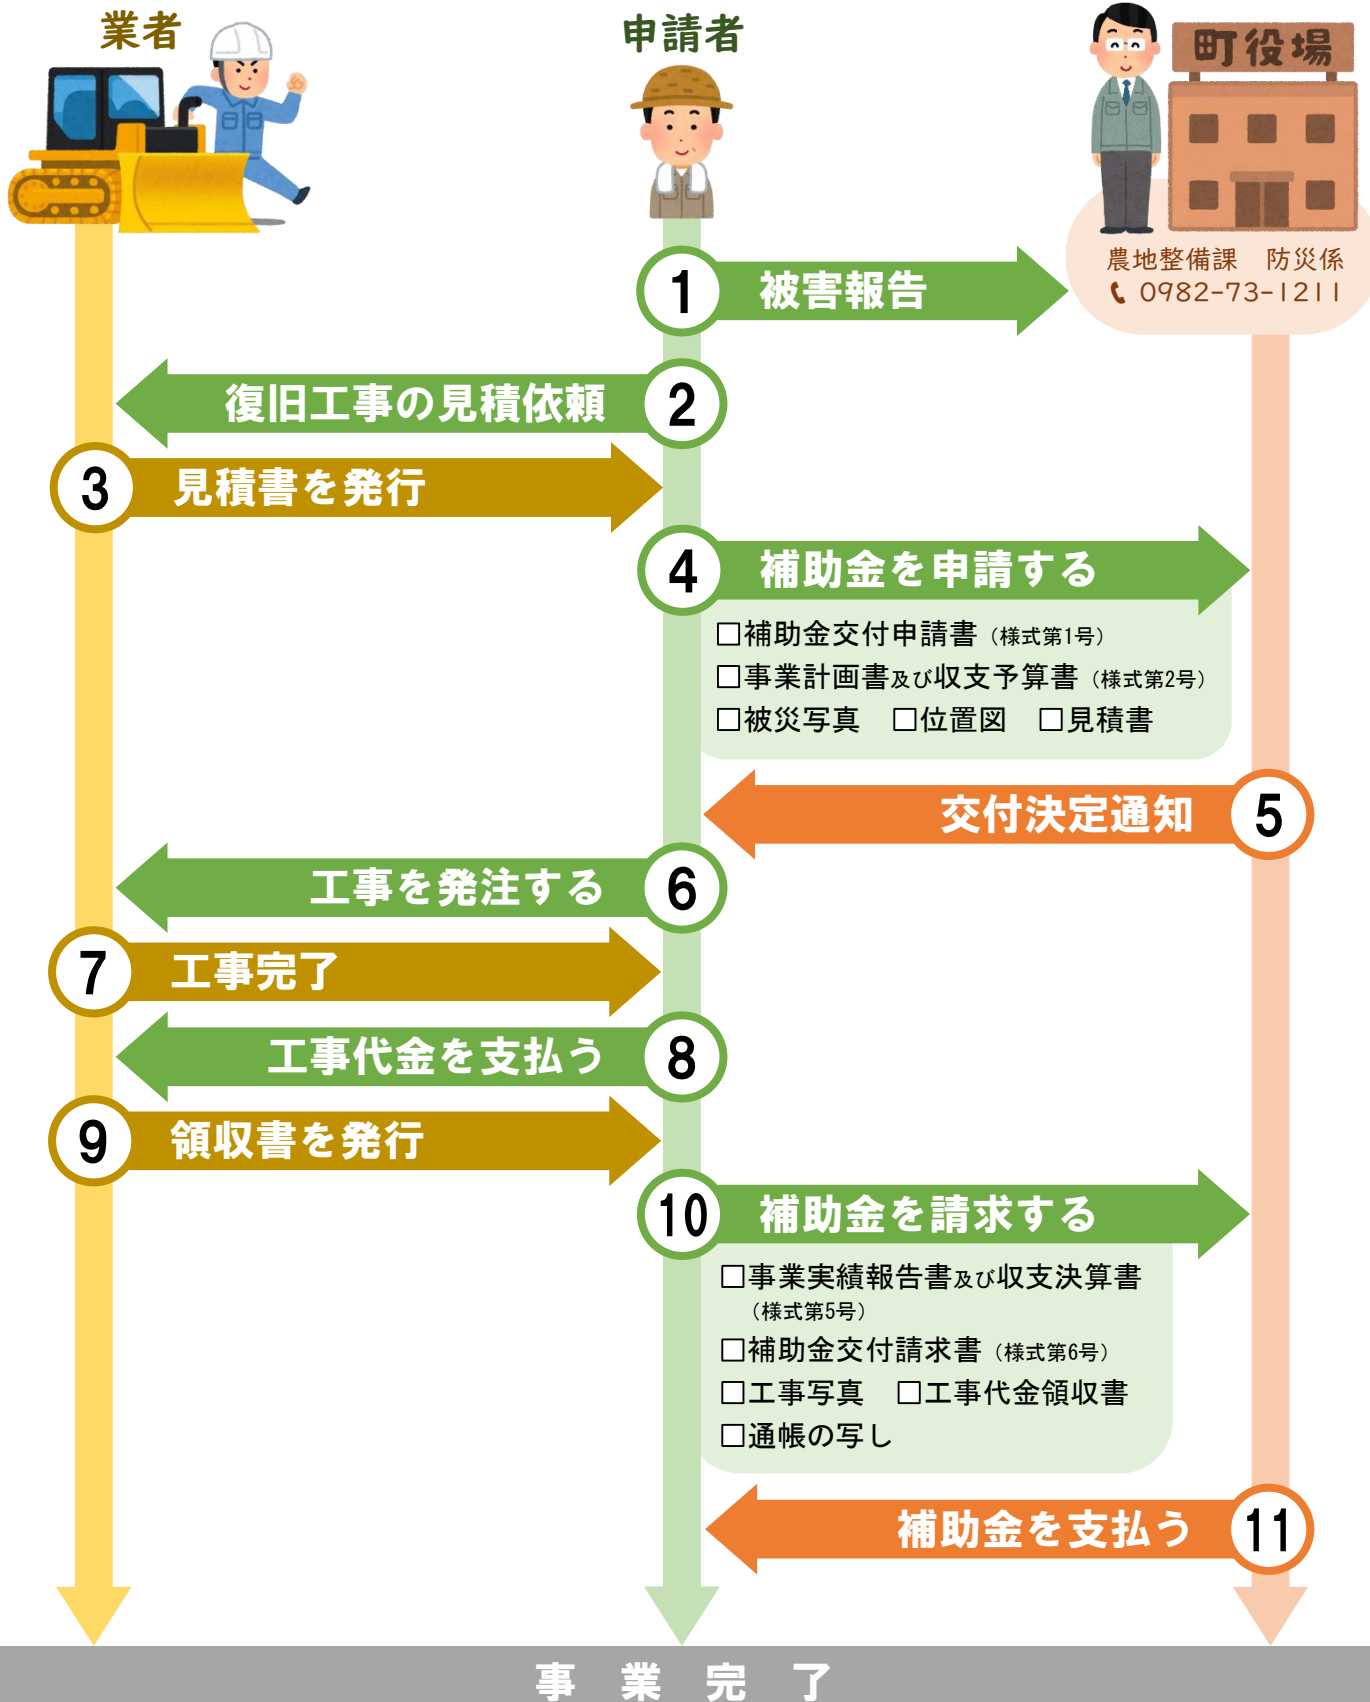 業者
申請者
町役場
農地整備課　防災係
0982-73-1211
1 被害報告
復旧工事の見積依頼 2
3 見積書を発行
4 補助金を申請する
□補助金交付申請書（様式第1号）
□事業計画書及び収支予算書（様式第2号）
□被災写真　□位置図　□見積書
交付決定通知 5
工事を発注する 6
7 工事完了
工事代金を支払う 8
9 領収書を発行
10 補助金を請求する
□事業実績報告書及び収支決算書
（様式第5号）
□補助金交付請求書（様式第6号）
□工事写真　□工事代金領収書
□通帳の写し
補助金を支払う 11
事　業　完　了